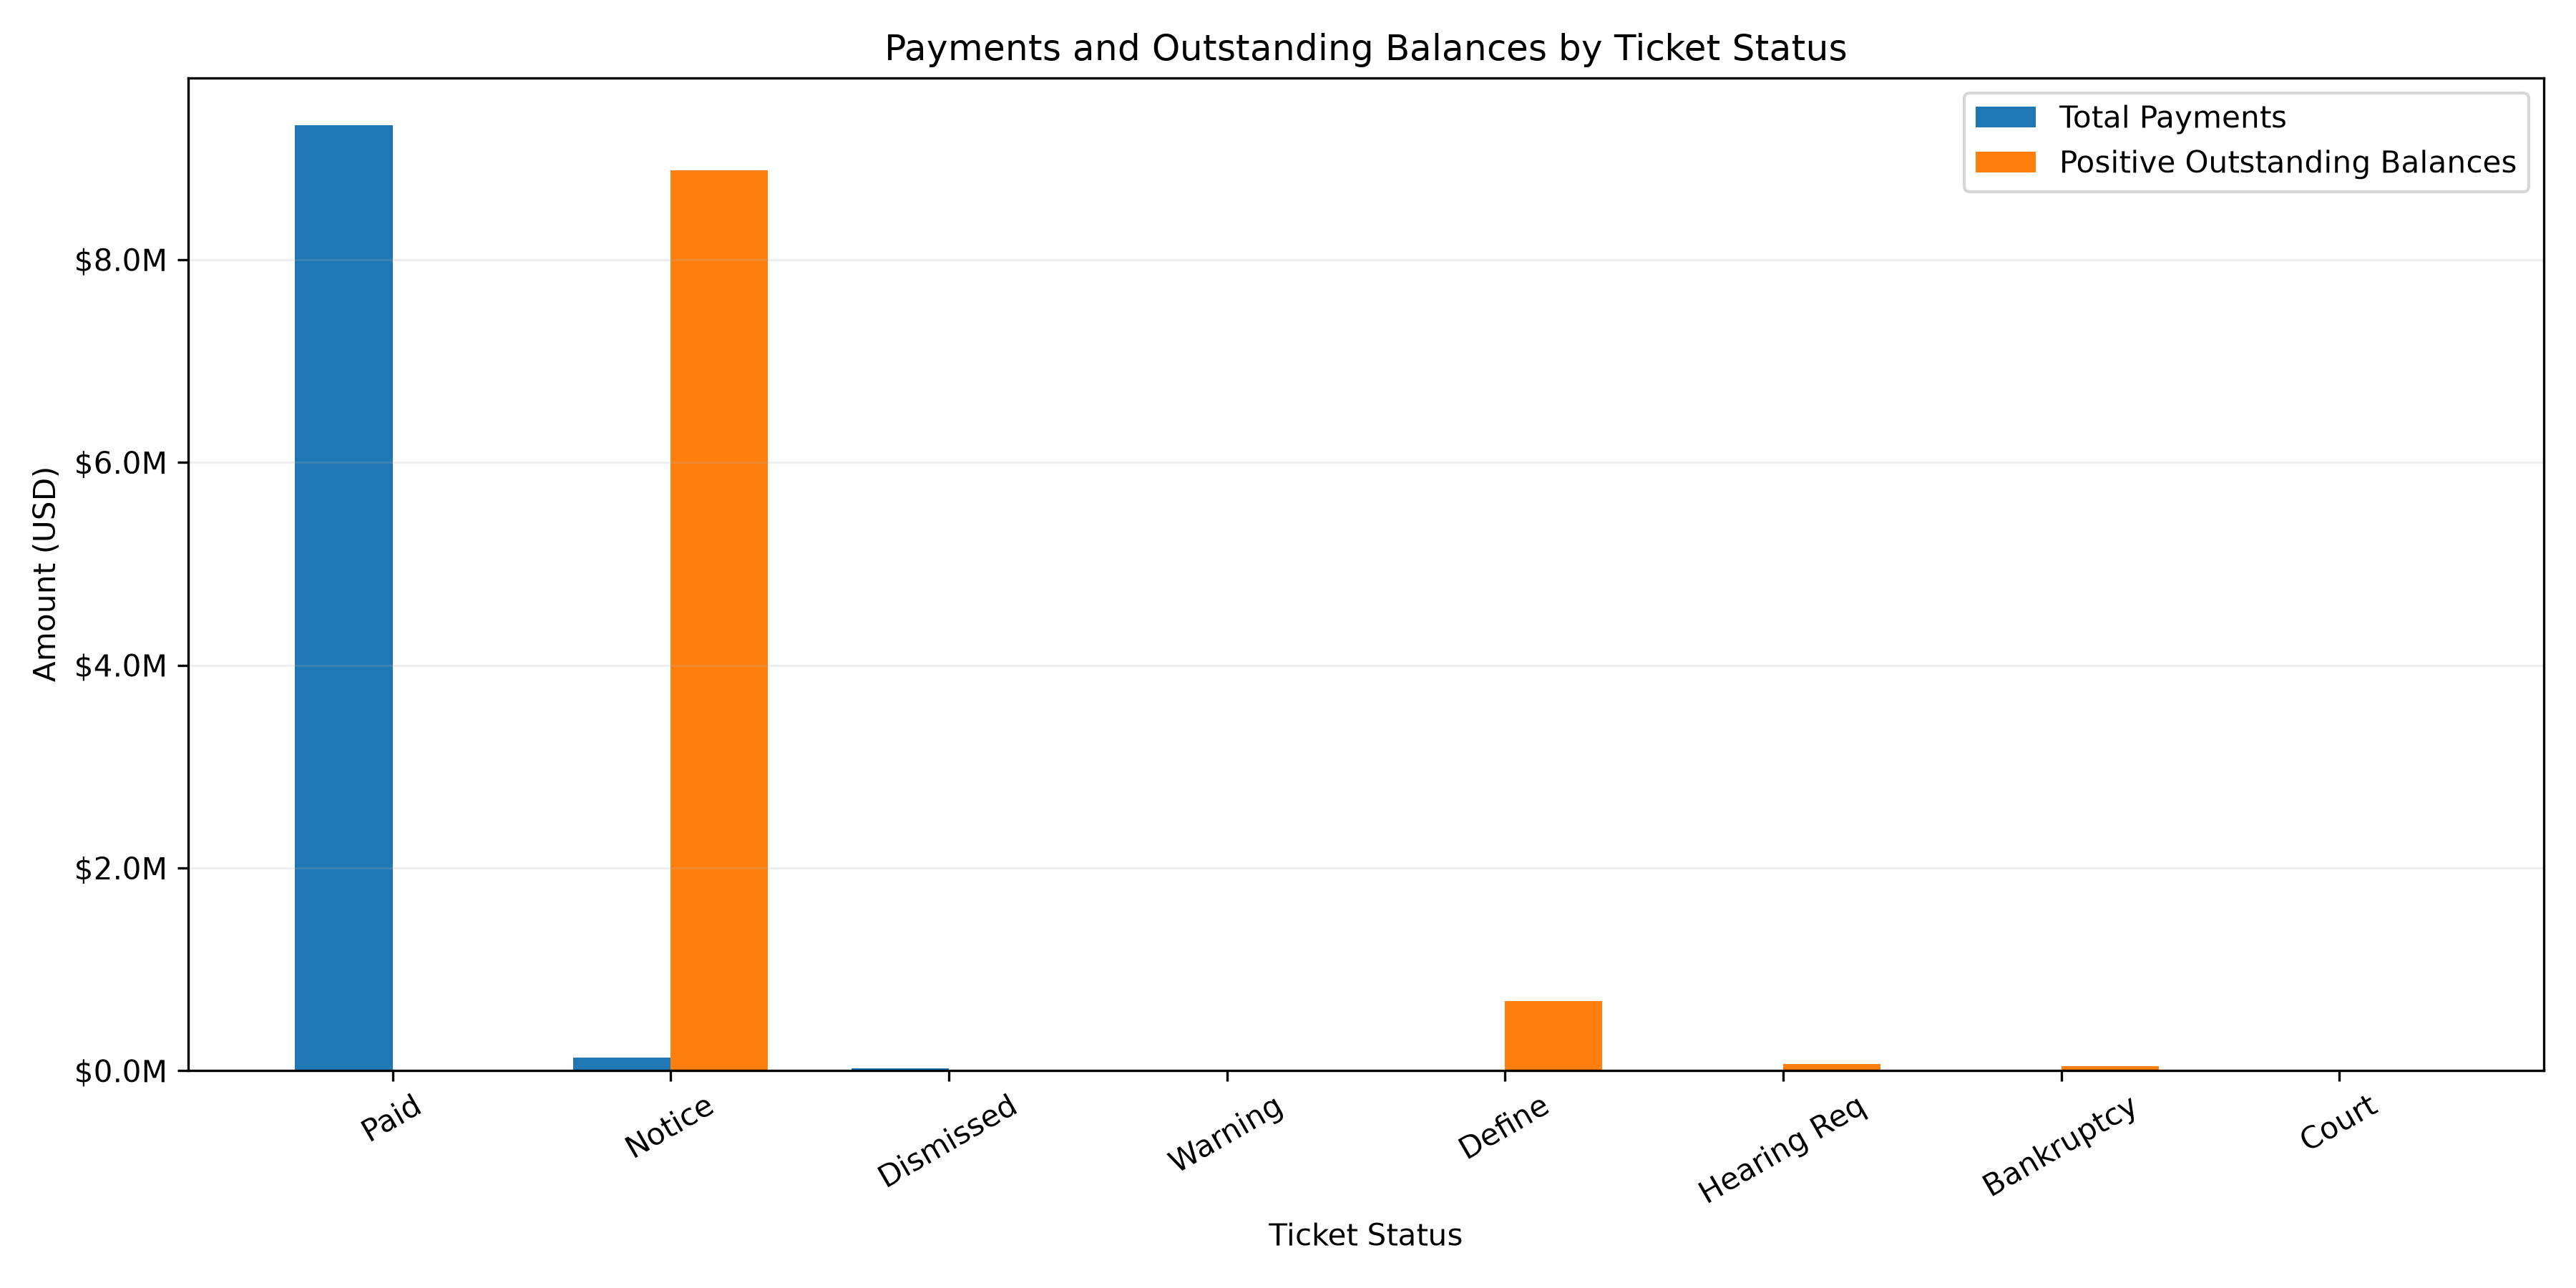 Payments and Outstanding Balances by Ticket Status
Total Payments
Positive Outstanding Balances
Amount (USD)
$8.0M
$6.0M
$4.0M
$2.0M
$0.0M
Paid
Notice
Dismissed
Warning
Define
Hearing Req
Bankruptcy
Court
Ticket Status